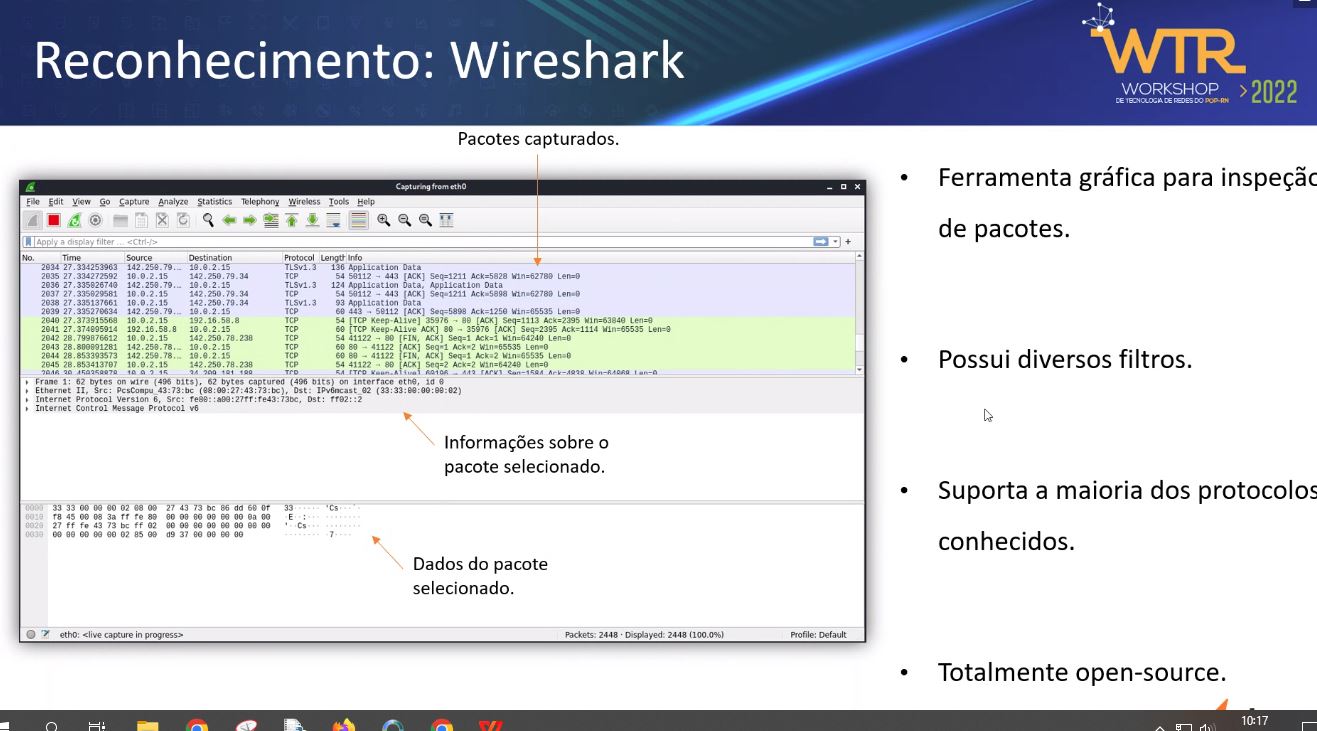 Reconhecimento: Wireshark
WTR
WORKSHOP
DE TECNOLOGIA DE REDES DO POP-RN
2022
Pacotes capturados.
Capturing from eth0
File Edit View Go Capture Analyze Statistics Telephony Wireless Tools Help
Apply a display filter ... <Ctrl-/>
No. Time Source Destination Protocol Length Info
2034 27.334253963 142.250.79... 10.0.2.15 TLSv1.3 136 Application Data
2035 27.334272592 10.0.2.15 142.250.79.34 TCP 54 50112 → 443 [ACK] Seq=1211 Ack=5828 Win=62780 Len=0
2036 27.335026740 142.250.79... 10.0.2.15 TLSv1.3 124 Application Data, Application Data
2037 27.335029581 10.0.2.15 142.250.79.34 TCP 54 50112 → 443 [ACK] Seq=1211 Ack=5898 Win=62780 Len=0
2038 27.335137661 10.0.2.15 142.250.79.34 TLSv1.3 93 Application Data
2039 27.335270634 142.250.79... 10.0.2.15 TCP 60 443 → 50112 [ACK] Seq=5898 Ack=1250 Win=65535 Len=0
2040 27.373915568 10.0.2.15 192.16.58.8 TCP 54 [TCP Keep-Alive] 35976 → 80 [ACK] Seq=1113 Ack=2395 Win=63840 Len=0
2041 27.374095914 192.16.58.8 10.0.2.15 TCP 60 [TCP Keep-Alive ACK] 80 → 35976 [ACK] Seq=2395 Ack=1114 Win=65535 Len=0
2042 28.799876612 10.0.2.15 142.250.78.238 TCP 54 41122 → 80 [FIN, ACK] Seq=1 Ack=1 Win=64240 Len=0
2043 28.800091281 142.250.78... 10.0.2.15 TCP 60 80 → 41122 [ACK] Seq=1 Ack=2 Win=65535 Len=0
2044 28.853393573 142.250.78... 10.0.2.15 TCP 60 80 → 41122 [FIN, ACK] Seq=1 Ack=2 Win=65535 Len=0
2045 28.853413707 10.0.2.15 142.250.78.238 TCP 54 41122 → 80 [ACK] Seq=2 Ack=2 Win=64240 Len=0
Frame 1: 62 bytes on wire (496 bits), 62 bytes captured (496 bits) on interface eth0, id 0
Ethernet II, Src: PcsCompu_43:73:bc (08:00:27:43:73:bc), Dst: IPv6mcast_02 (33:33:00:00:00:02)
Internet Protocol Version 6, Src: fe80::a00:27ff:fe43:73bc, Dst: ff02::2
Internet Control Message Protocol v6
Informações sobre o
pacote selecionado.
0000 33 33 00 00 00 02 08 00 27 43 73 bc 86 dd 60 0f 33······ 'Cs···`·
0010 f8 45 00 08 3a ff fe 80 00 00 00 00 00 00 0a 00 ·E··:··· ········
0020 27 ff fe 43 73 bc ff 02 00 00 00 00 00 00 00 00 '··Cs··· ········
0030 00 00 00 00 00 02 85 00 d9 37 00 00 00 00 ········ ·7····
Dados do pacote
selecionado.
eth0: <live capture in progress> Packets: 2448 · Displayed: 2448 (100.0%) Profile: Default
• Ferramenta gráfica para inspeção
de pacotes.
• Possui diversos filtros.
• Suporta a maioria dos protocolos
conhecidos.
• Totalmente open-source.
10:17